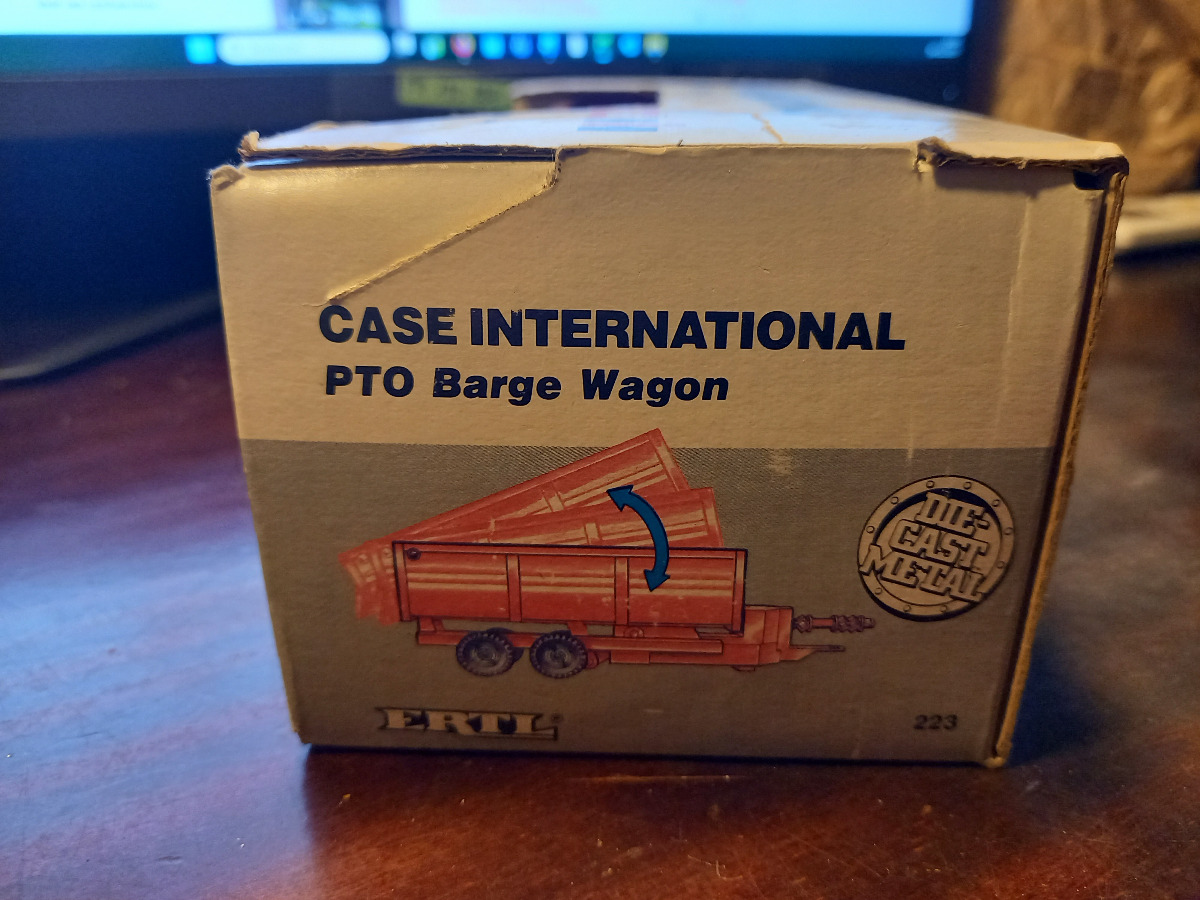 CASE INTERNATIONAL
PTO Barge Wagon
DIE-
CAST
METAL
ERTL®
223